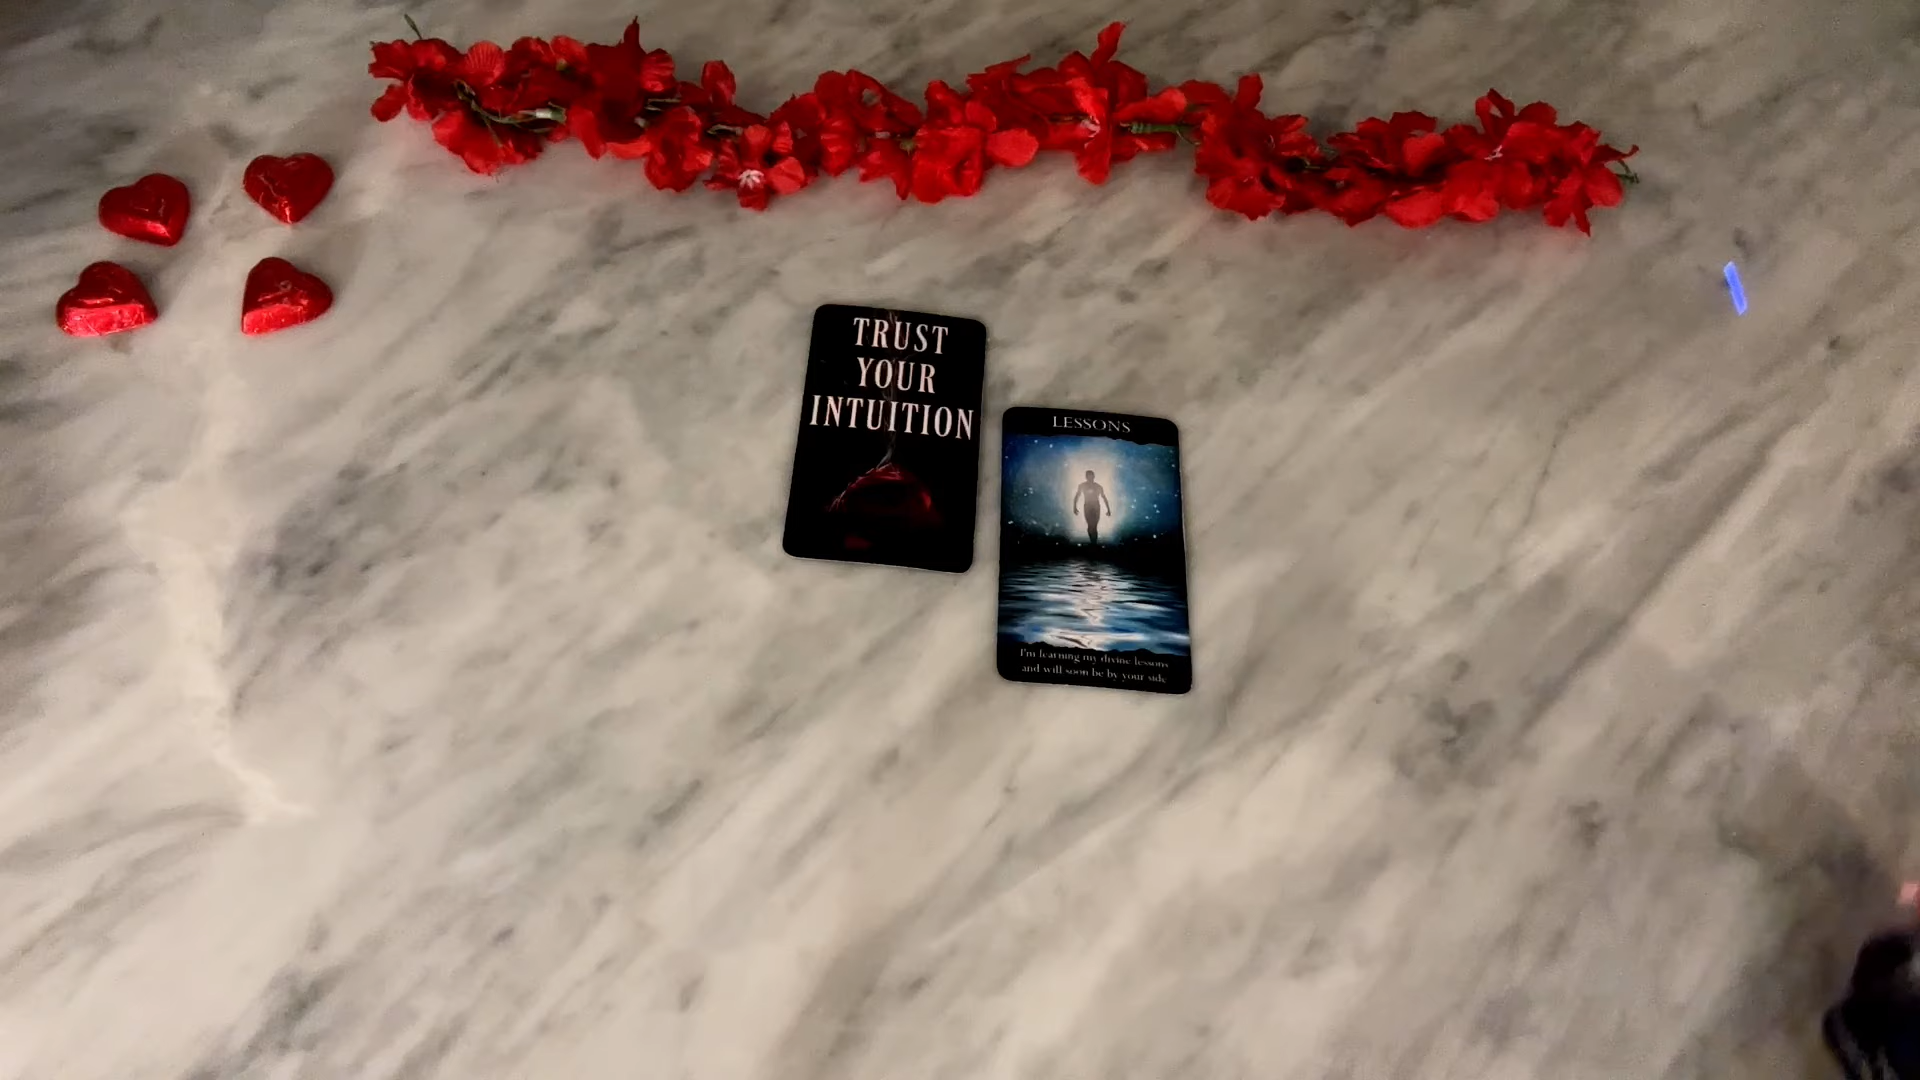 TRUST
YOUR
INTUITION
LESSONS
I'm learning my divine lessons
and will soon be by your side